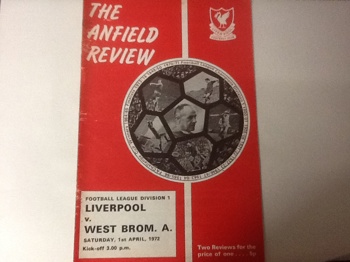 THE
ANFIELD
REVIEW
FOOTBALL LEAGUE DIVISION 1
LIVERPOOL
v.
WEST BROM. A.
SATURDAY, 1st APRIL, 1972
Kick-off 3.00 p.m.
Two Reviews for the
price of one